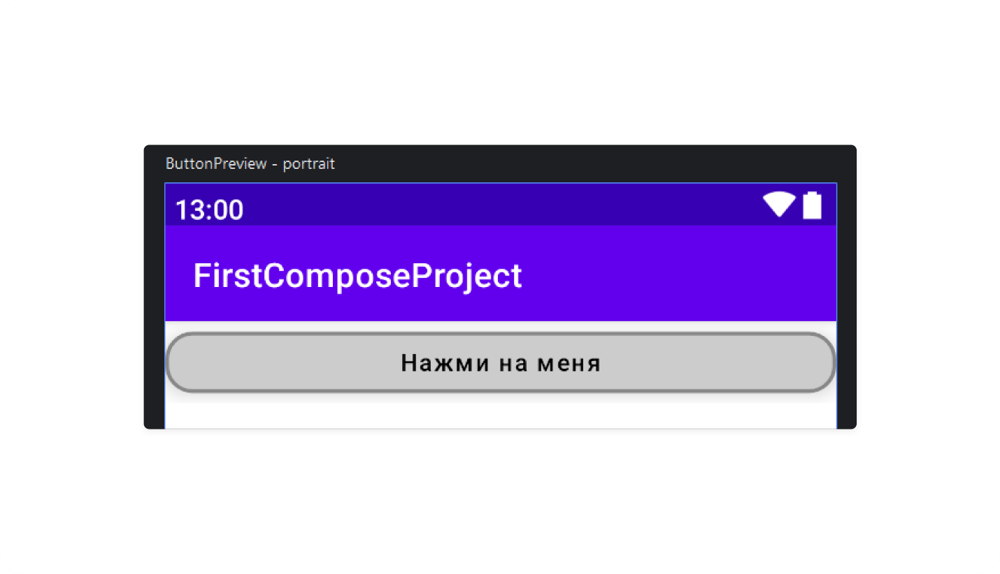 ButtonPreview - portrait
13:00
FirstComposeProject
Нажми на меня